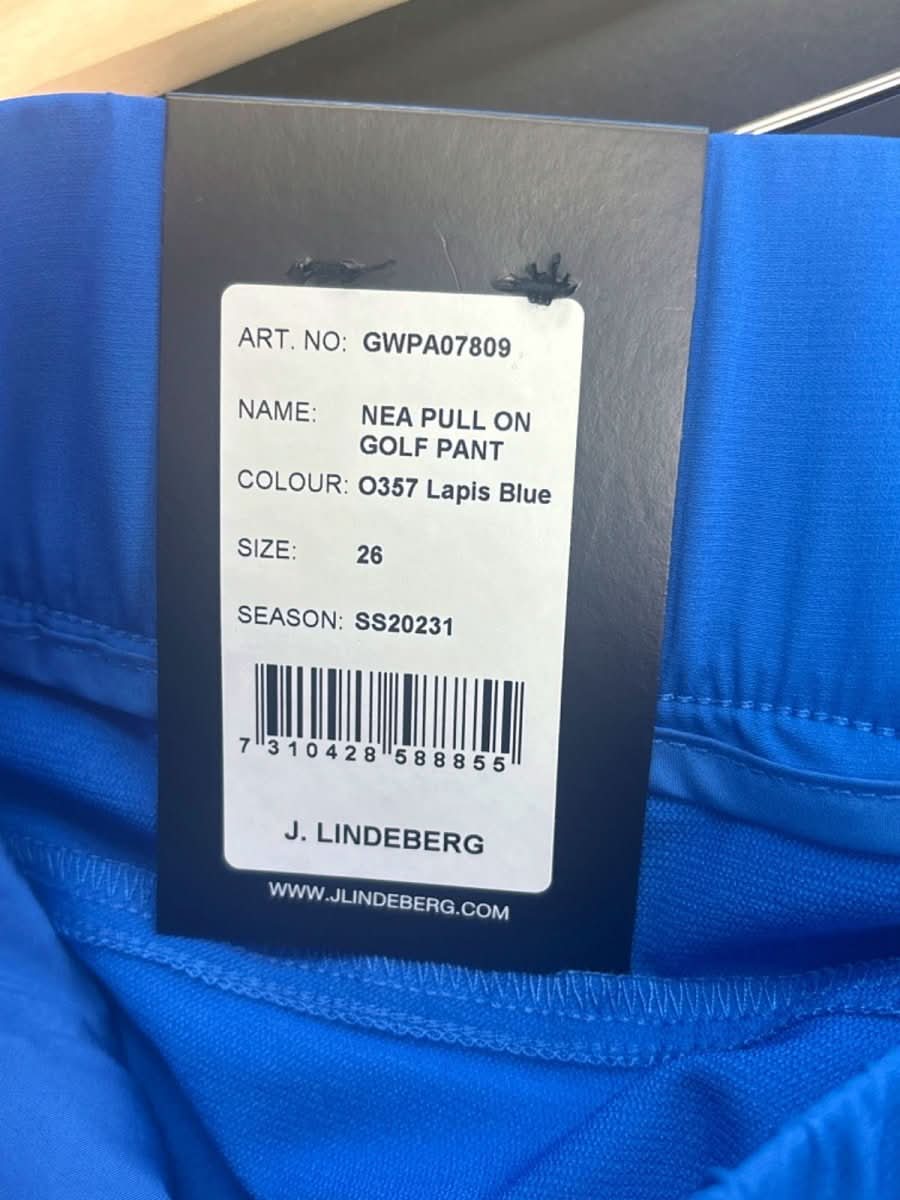 ART. NO: GWPA07809
NAME: NEA PULL ON
GOLF PANT
COLOUR: O357 Lapis Blue
SIZE: 26
SEASON: SS20231
7 310428 588855
J. LINDEBERG
WWW.JLINDEBERG.COM